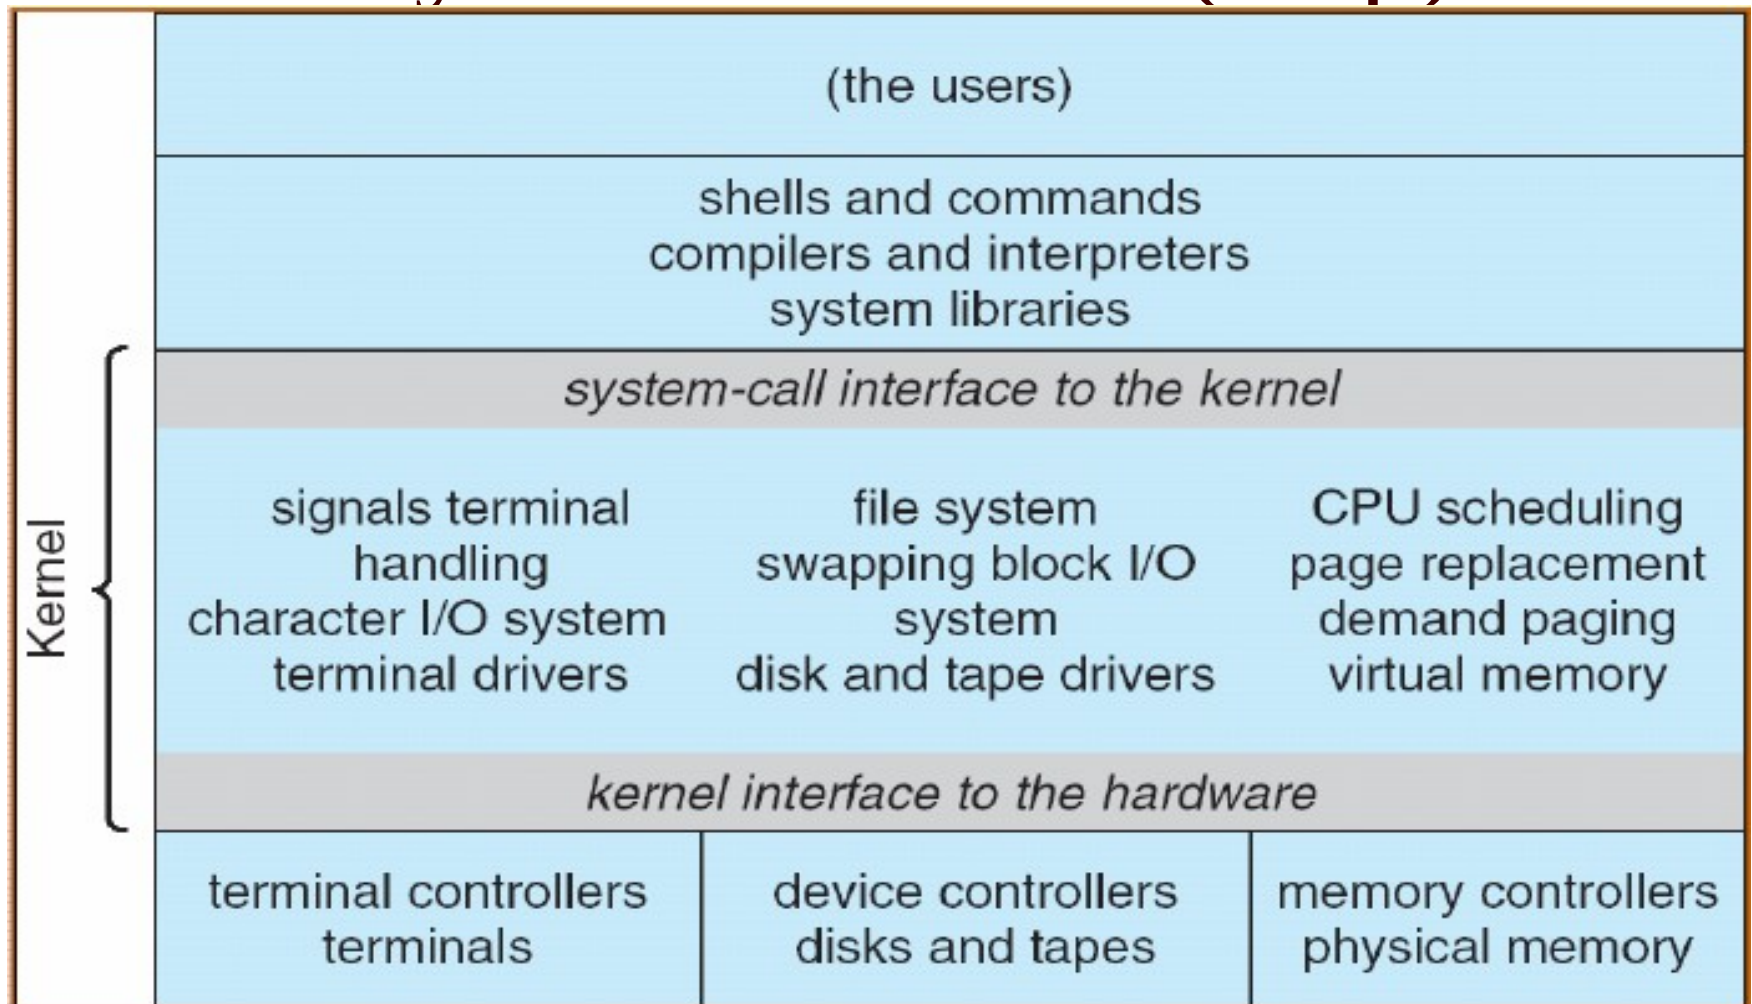 (the users)
shells and commands
compilers and interpreters
system libraries
Kernel
system-call interface to the kernel
signals terminal
handling
character I/O system
terminal drivers
file system
swapping block I/O
system
disk and tape drivers
CPU scheduling
page replacement
demand paging
virtual memory
kernel interface to the hardware
terminal controllers
terminals
device controllers
disks and tapes
memory controllers
physical memory